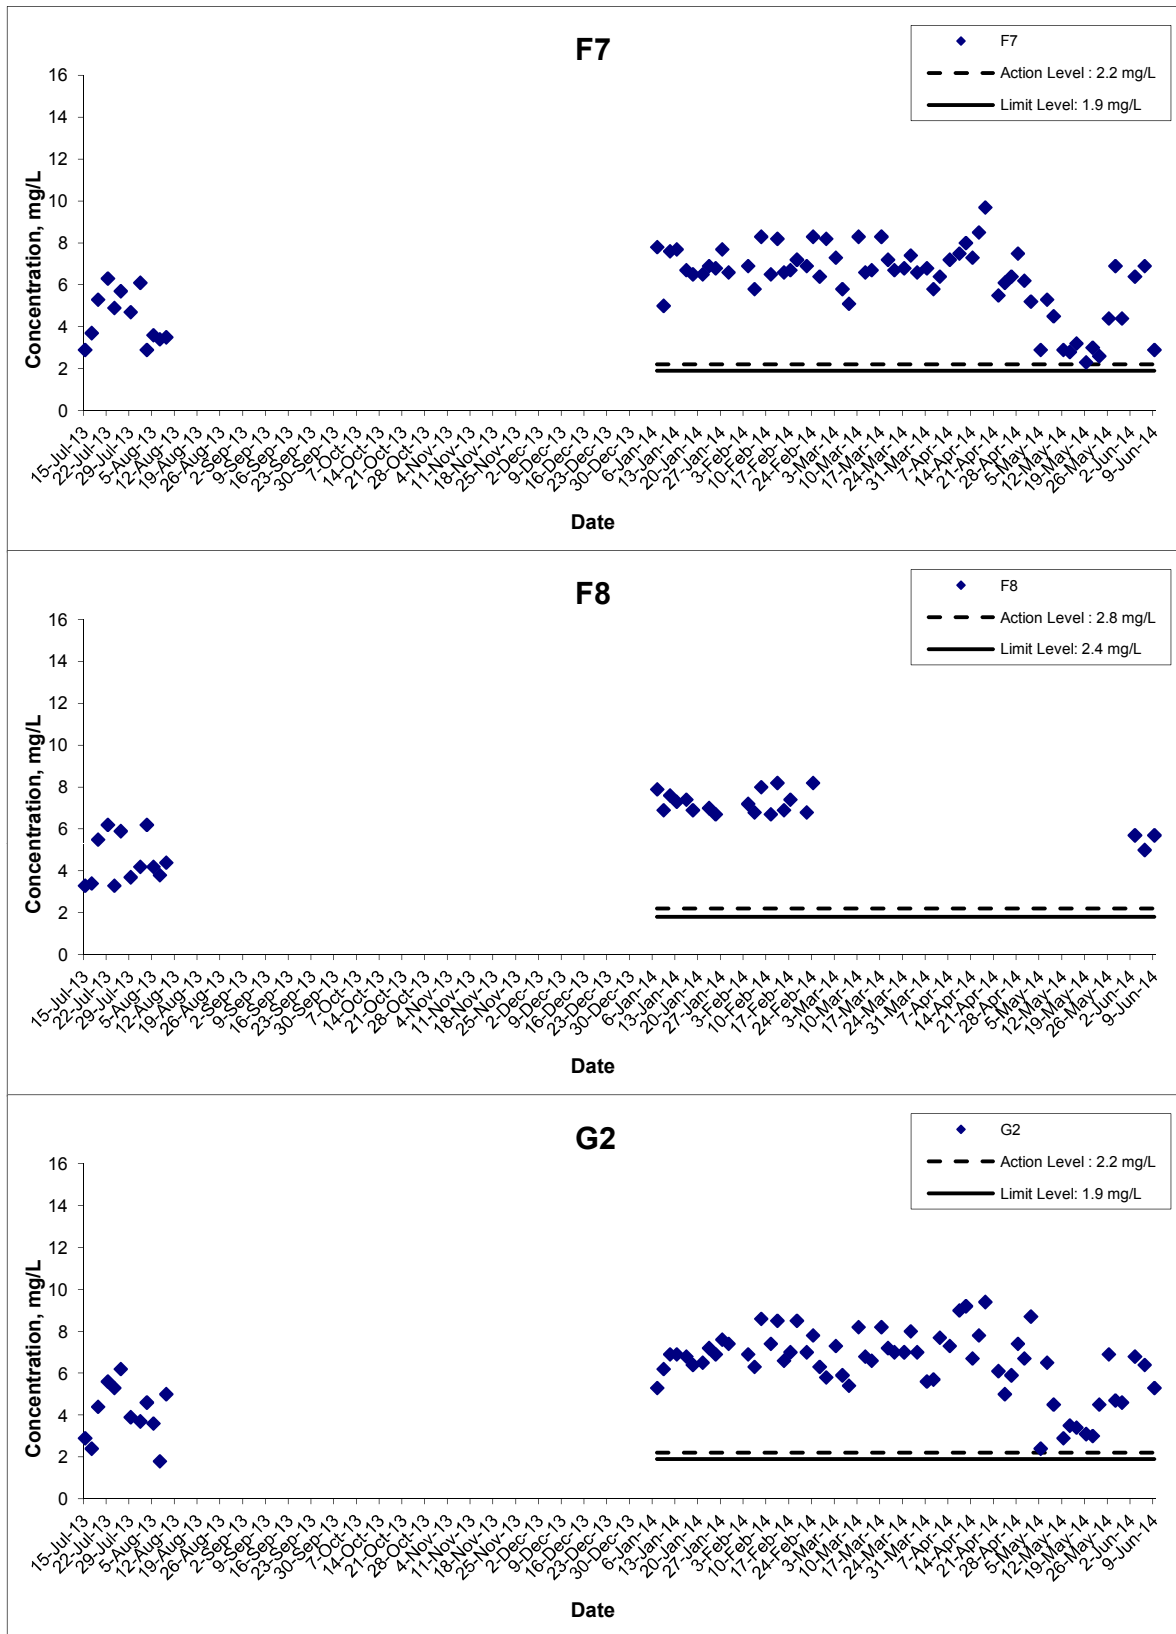 F7
F7
Action Level : 2.2 mg/L
Limit Level: 1.9 mg/L
Concentration, mg/L
16
14
12
10
8
6
4
2
0
15-Jul-13
22-Jul-13
29-Jul-13
5-Aug-13
12-Aug-13
19-Aug-13
26-Aug-13
2-Sep-13
9-Sep-13
16-Sep-13
23-Sep-13
30-Sep-13
7-Oct-13
14-Oct-13
21-Oct-13
28-Oct-13
4-Nov-13
11-Nov-13
18-Nov-13
25-Nov-13
2-Dec-13
9-Dec-13
16-Dec-13
23-Dec-13
30-Dec-13
6-Jan-14
13-Jan-14
20-Jan-14
27-Jan-14
3-Feb-14
10-Feb-14
17-Feb-14
24-Feb-14
3-Mar-14
10-Mar-14
17-Mar-14
24-Mar-14
31-Mar-14
7-Apr-14
14-Apr-14
21-Apr-14
28-Apr-14
5-May-14
12-May-14
19-May-14
26-May-14
2-Jun-14
9-Jun-14
Date
F8
F8
Action Level : 2.8 mg/L
Limit Level: 2.4 mg/L
Concentration, mg/L
16
14
12
10
8
6
4
2
0
15-Jul-13
22-Jul-13
29-Jul-13
5-Aug-13
12-Aug-13
19-Aug-13
26-Aug-13
2-Sep-13
9-Sep-13
16-Sep-13
23-Sep-13
30-Sep-13
7-Oct-13
14-Oct-13
21-Oct-13
28-Oct-13
4-Nov-13
11-Nov-13
18-Nov-13
25-Nov-13
2-Dec-13
9-Dec-13
16-Dec-13
23-Dec-13
30-Dec-13
6-Jan-14
13-Jan-14
20-Jan-14
27-Jan-14
3-Feb-14
10-Feb-14
17-Feb-14
24-Feb-14
3-Mar-14
10-Mar-14
17-Mar-14
24-Mar-14
31-Mar-14
7-Apr-14
14-Apr-14
21-Apr-14
28-Apr-14
5-May-14
12-May-14
19-May-14
26-May-14
2-Jun-14
9-Jun-14
Date
G2
G2
Action Level : 2.2 mg/L
Limit Level: 1.9 mg/L
Concentration, mg/L
16
14
12
10
8
6
4
2
0
15-Jul-13
22-Jul-13
29-Jul-13
5-Aug-13
12-Aug-13
19-Aug-13
26-Aug-13
2-Sep-13
9-Sep-13
16-Sep-13
23-Sep-13
30-Sep-13
7-Oct-13
14-Oct-13
21-Oct-13
28-Oct-13
4-Nov-13
11-Nov-13
18-Nov-13
25-Nov-13
2-Dec-13
9-Dec-13
16-Dec-13
23-Dec-13
30-Dec-13
6-Jan-14
13-Jan-14
20-Jan-14
27-Jan-14
3-Feb-14
10-Feb-14
17-Feb-14
24-Feb-14
3-Mar-14
10-Mar-14
17-Mar-14
24-Mar-14
31-Mar-14
7-Apr-14
14-Apr-14
21-Apr-14
28-Apr-14
5-May-14
12-May-14
19-May-14
26-May-14
2-Jun-14
9-Jun-14
Date